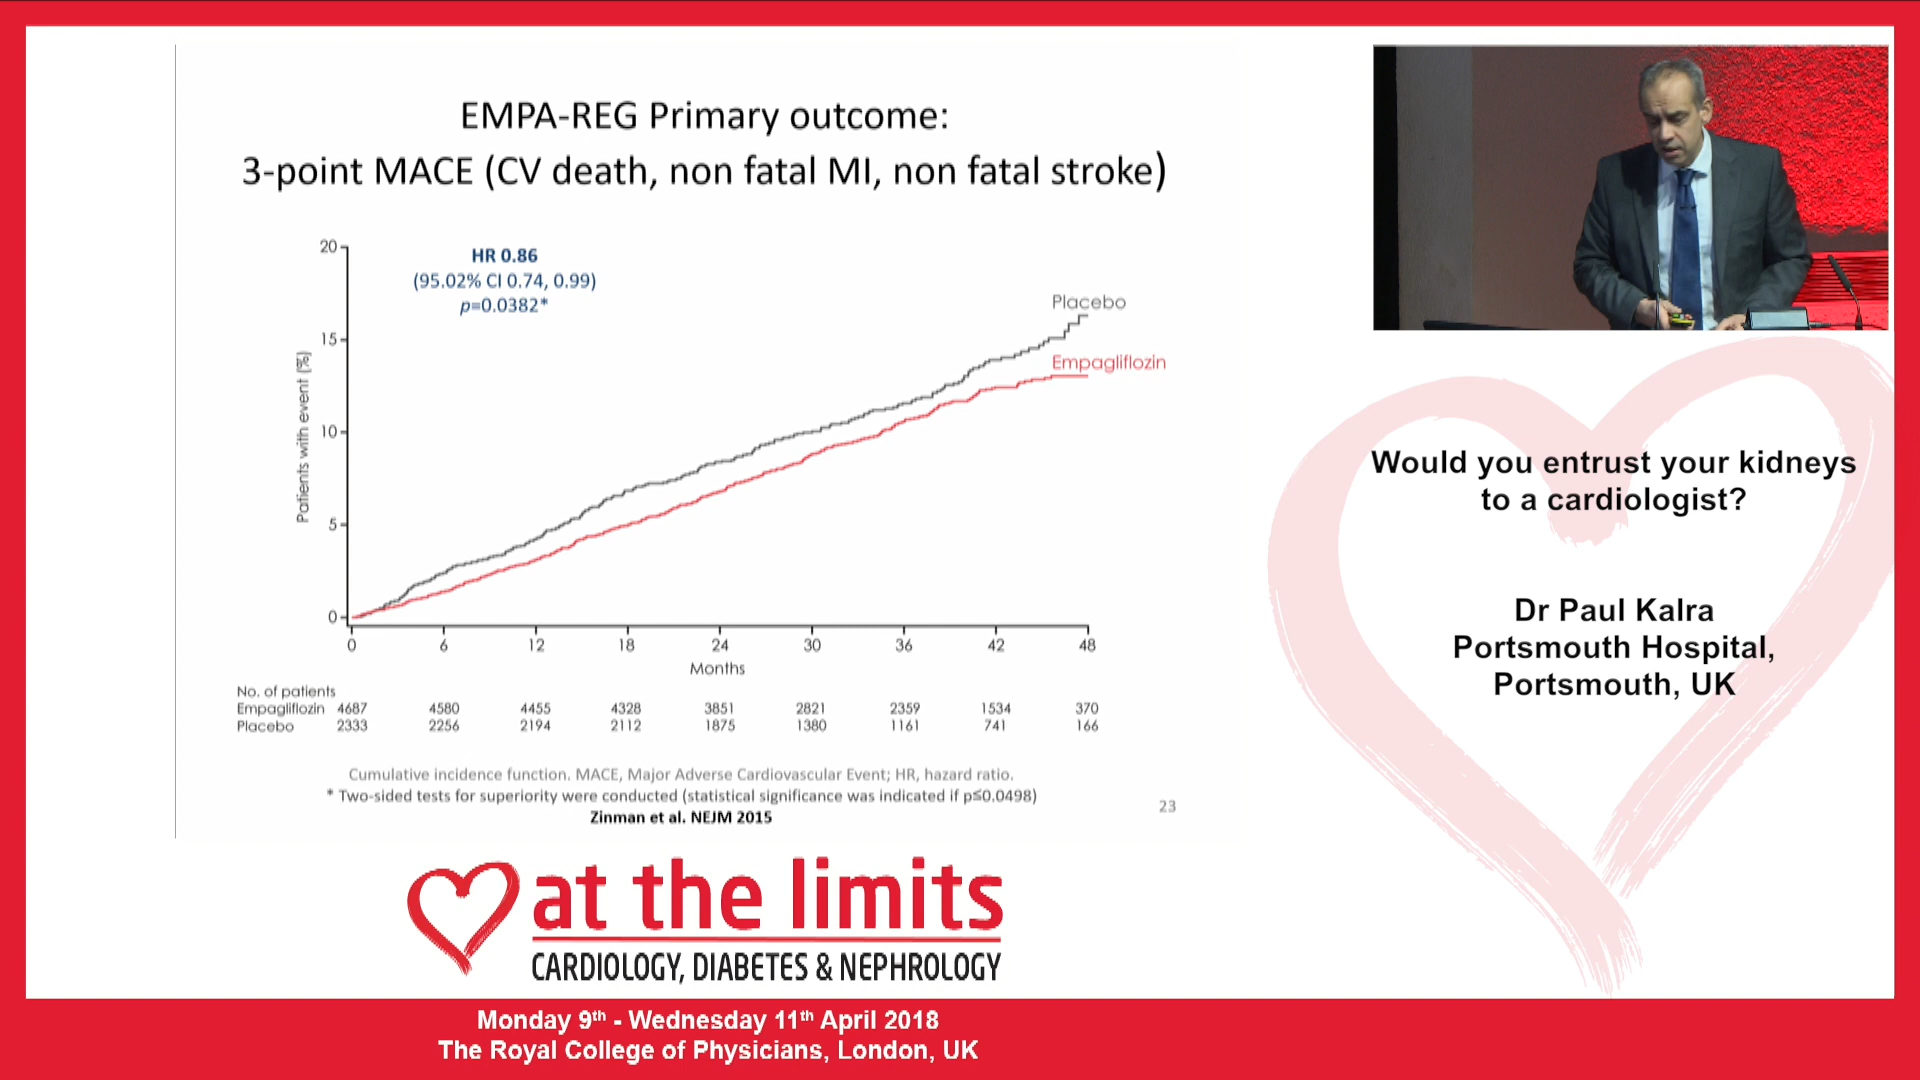 EMPA-REG Primary outcome:
3-point MACE (CV death, non fatal MI, non fatal stroke)
HR 0.86
(95.02% CI 0.74, 0.99)
p=0.0382*
20
15
10
5
0
Patients with event (%)
Placebo
Empagliflozin
0 6 12 18 24 30 36 42 48
Months
No. of patients
Empagliflozin 4687 4580 4455 4328 3851 2821 2359 1534 370
Placebo 2333 2256 2194 2112 1875 1380 1161 741 166
Cumulative incidence function. MACE, Major Adverse Cardiovascular Event; HR, hazard ratio.
* Two-sided tests for superiority were conducted (statistical significance was indicated if p≤0.0498)
Zinman et al. NEJM 2015
23
Would you entrust your kidneys
to a cardiologist?
Dr Paul Kalra
Portsmouth Hospital,
Portsmouth, UK
at the limits
CARDIOLOGY, DIABETES & NEPHROLOGY
Monday 9th - Wednesday 11th April 2018
The Royal College of Physicians, London, UK